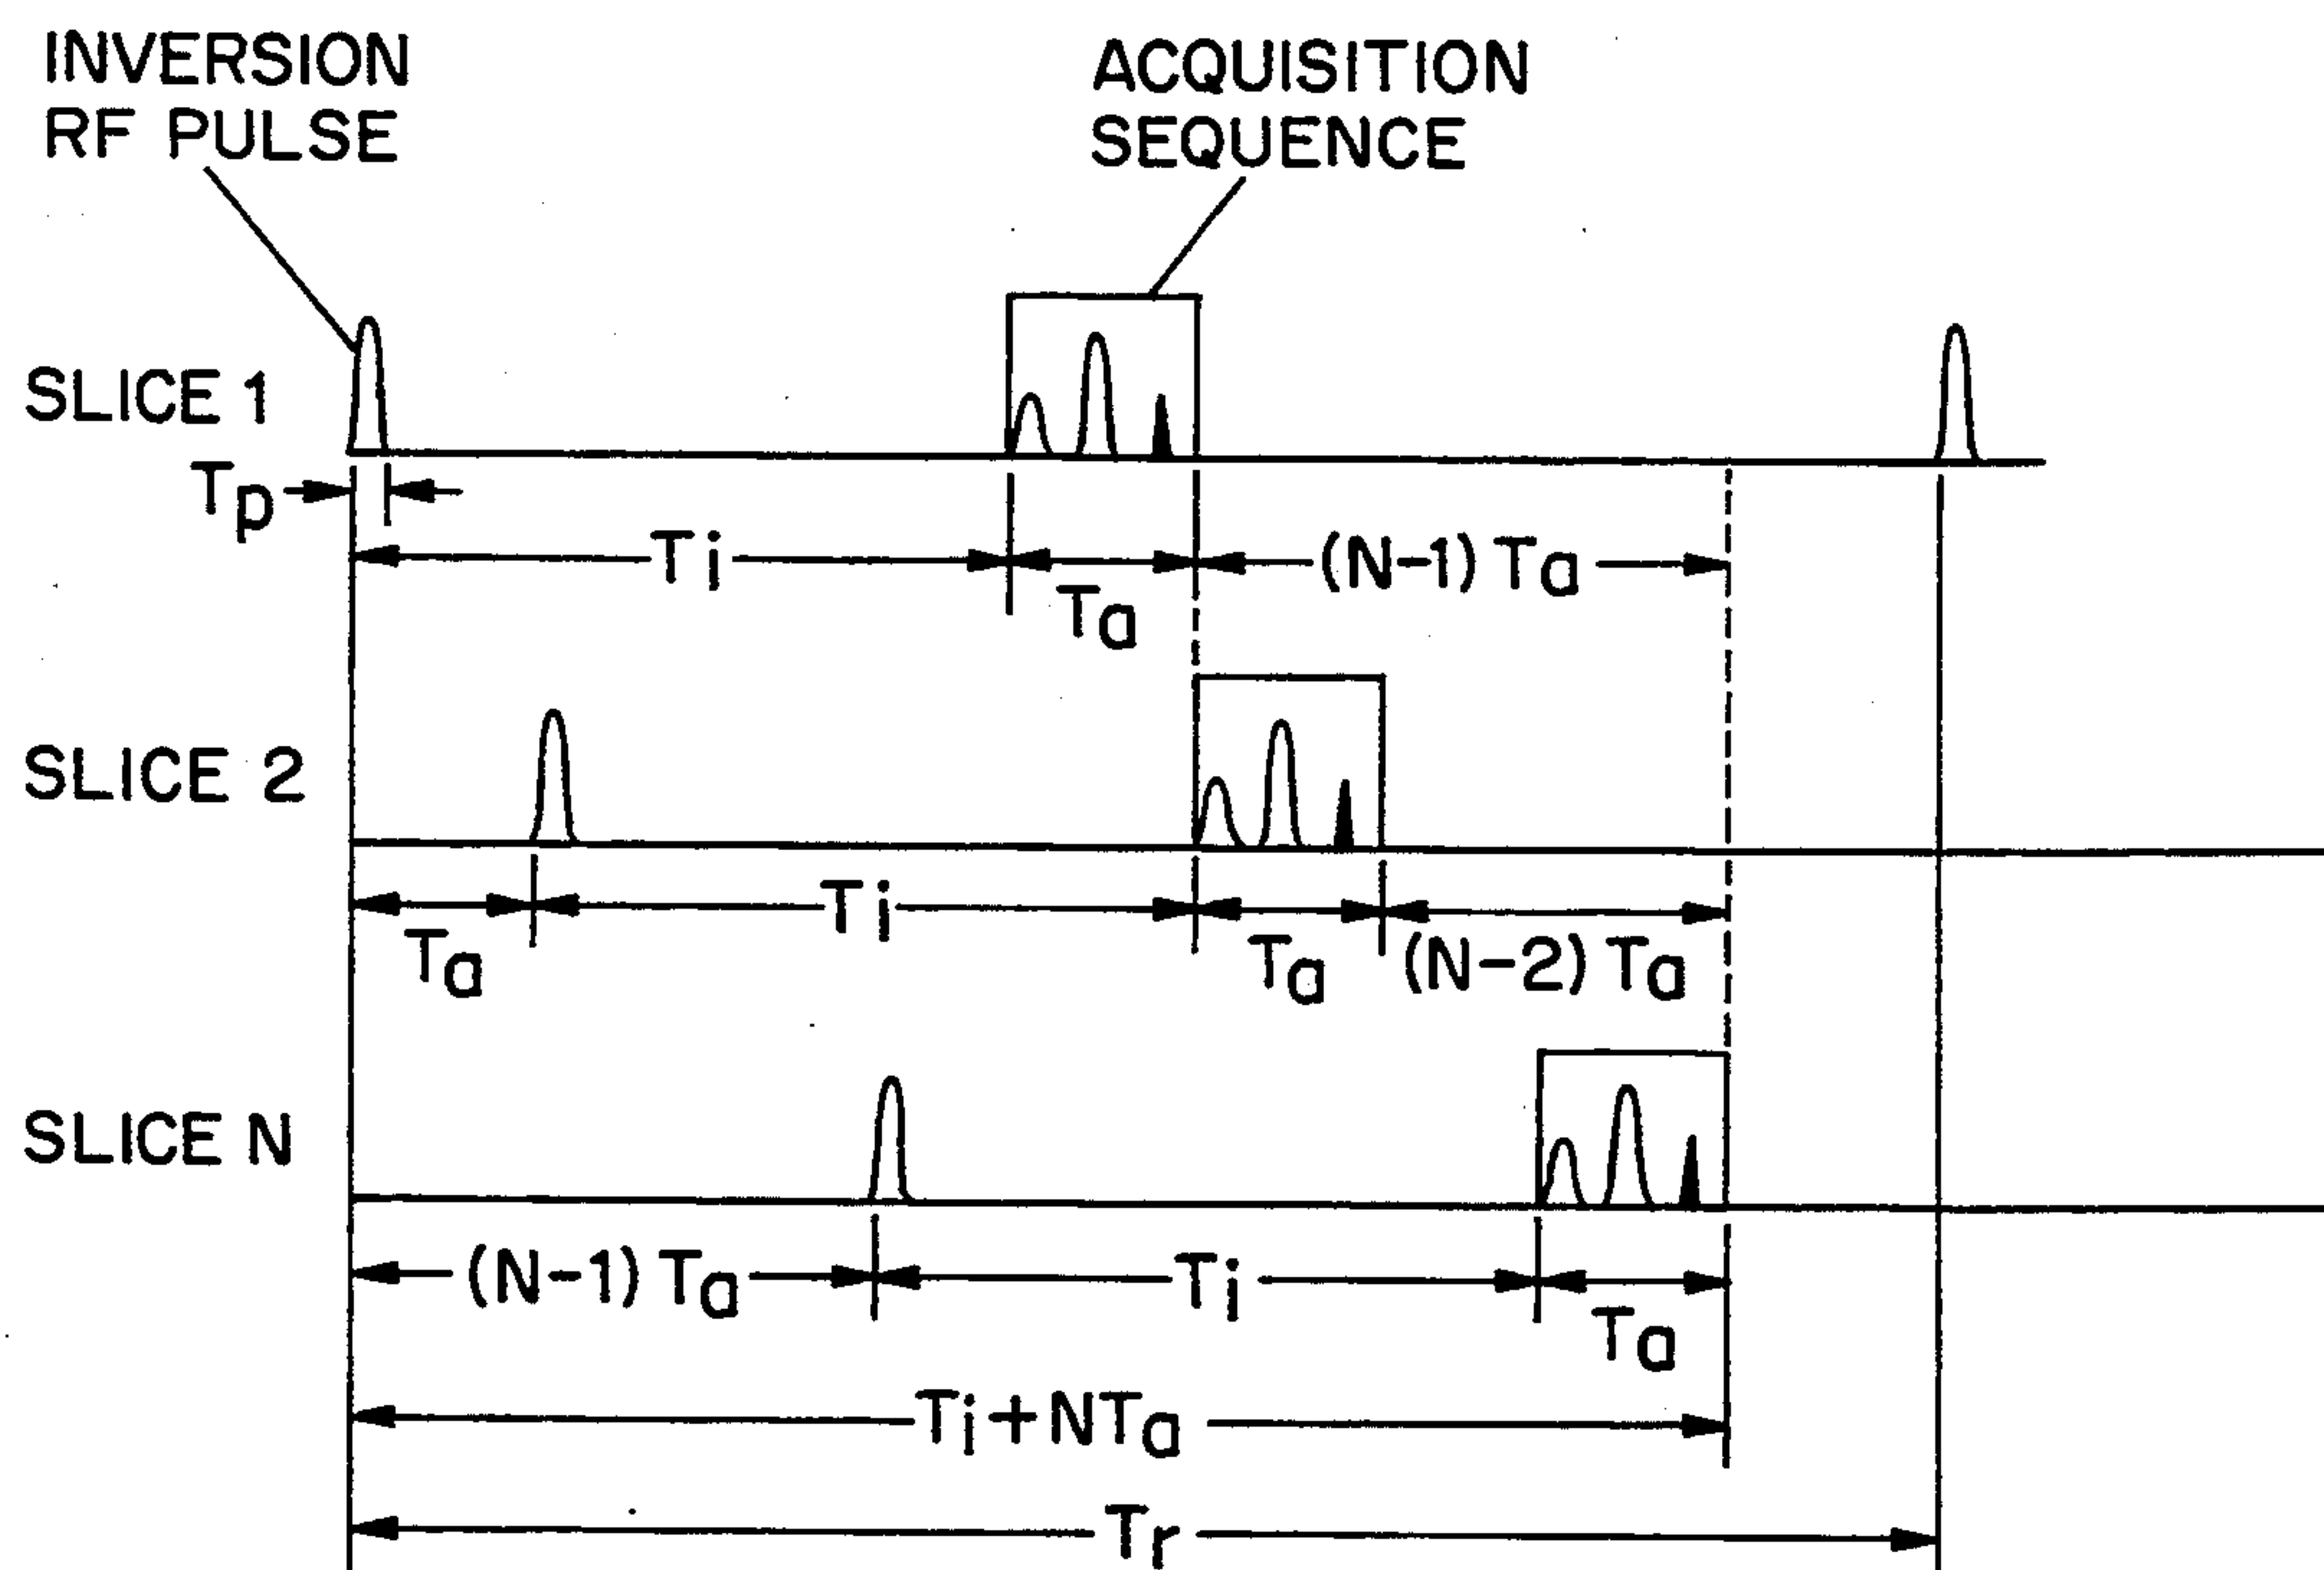 INVERSION
RF PULSE
ACQUISITION
SEQUENCE
SLICE 1
Tp
Ti
Ta
(N-1) Ta
SLICE 2
Ta
Ti
Ta
(N-2) Ta
SLICE N
(N-1) Ta
Ti
Ta
Ti+NTa
Tr